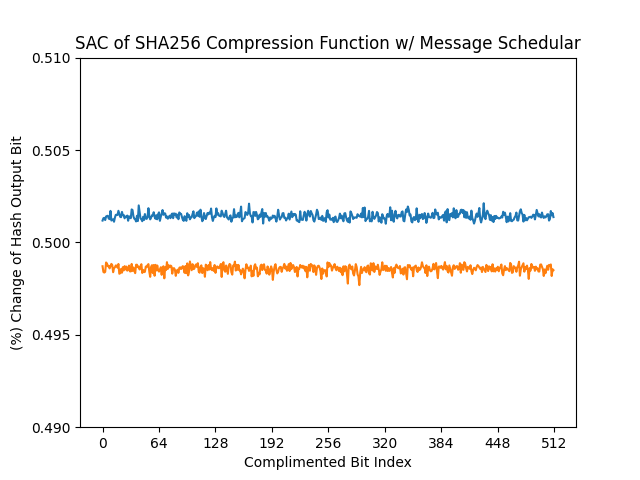 SAC of SHA256 Compression Function w/ Message Schedular
0.510
0.505
0.500
0.495
0.490
(%) Change of Hash Output Bit
0 64 128 192 256 320 384 448 512
Complimented Bit Index